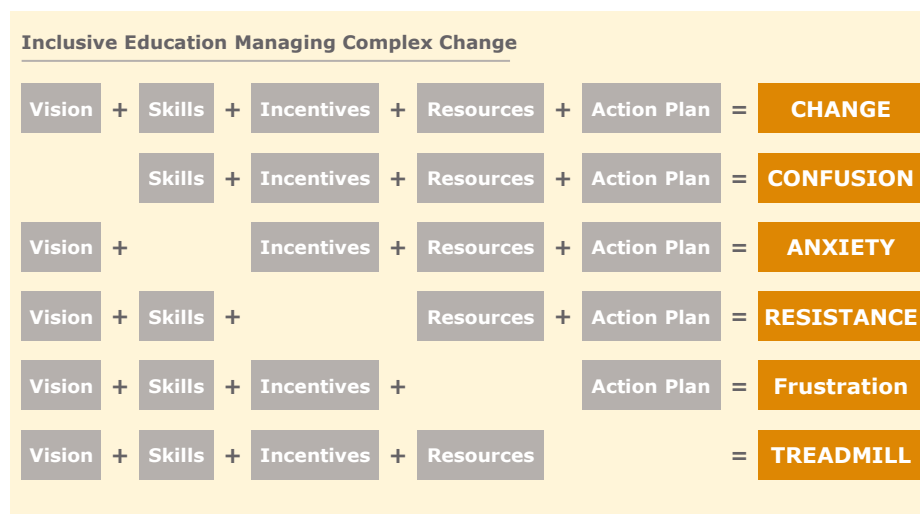 Inclusive Education Managing Complex Change
Vision + Skills + Incentives + Resources + Action Plan = CHANGE
Skills + Incentives + Resources + Action Plan = CONFUSION
Vision + Incentives + Resources + Action Plan = ANXIETY
Vision + Skills + Resources + Action Plan = RESISTANCE
Vision + Skills + Incentives + Action Plan = Frustration
Vision + Skills + Incentives + Resources = TREADMILL